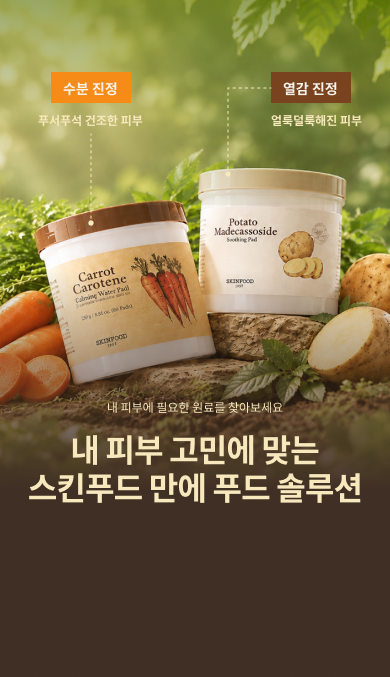 수분 진정
푸서푸석 건조한 피부
열감 진정
얼룩덜룩해진 피부
Potato
Madecassoside
Soothing Pad
SKINFOOD
Carrot
Carotene
Calming Water Pad
SKINFOOD
내 피부에 필요한 원료를 찾아보세요
내 피부 고민에 맞는
스킨푸드 만에 푸드 솔루션